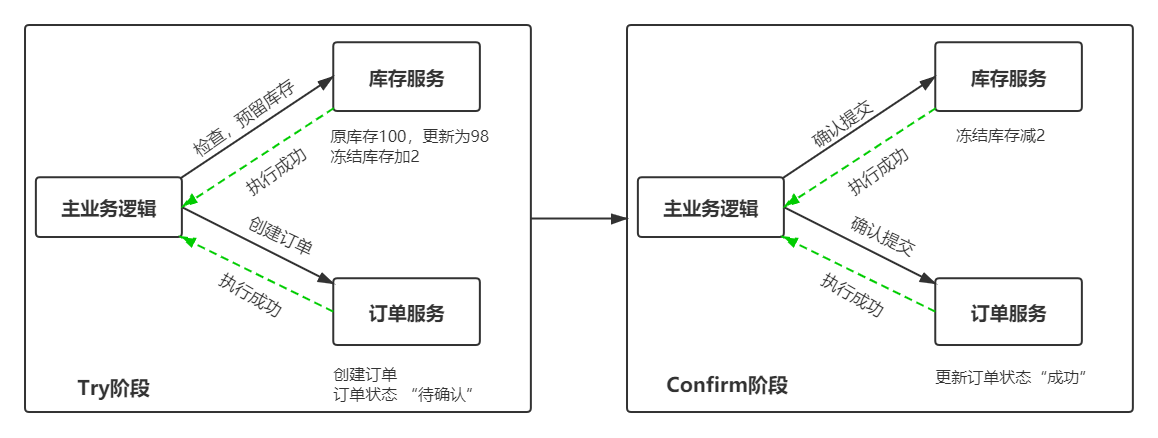 库存服务
检查，预留库存
原库存100，更新为98
冻结库存加2
执行成功
主业务逻辑
创建订单
执行成功
订单服务
创建订单
订单状态 “待确认”
Try阶段
库存服务
确认提交
冻结库存减2
执行成功
主业务逻辑
确认提交
执行成功
订单服务
更新订单状态“成功”
Confirm阶段